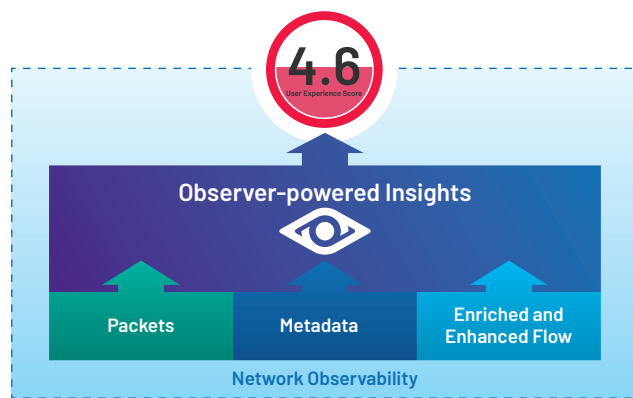 4.6
User Experience Score
Observer-powered Insights
Packets
Metadata
Enriched and
Enhanced Flow
Network Observability